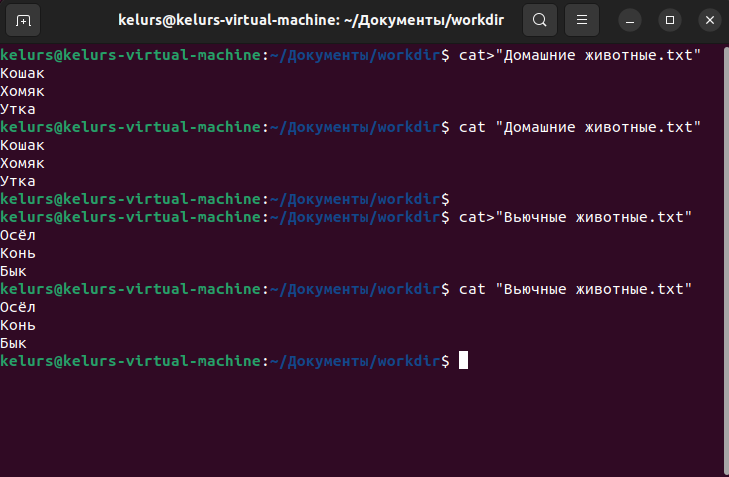 kelurs@kelurs-virtual-machine: ~/Документы/workdir
kelurs@kelurs-virtual-machine:~/Документы/workdir$ cat>"Домашние животные.txt"
Кошак
Хомяк
Утка
kelurs@kelurs-virtual-machine:~/Документы/workdir$ cat "Домашние животные.txt"
Кошак
Хомяк
Утка
kelurs@kelurs-virtual-machine:~/Документы/workdir$
kelurs@kelurs-virtual-machine:~/Документы/workdir$ cat>"Вьючные животные.txt"
Осёл
Конь
Бык
kelurs@kelurs-virtual-machine:~/Документы/workdir$ cat "Вьючные животные.txt"
Осёл
Конь
Бык
kelurs@kelurs-virtual-machine:~/Документы/workdir$